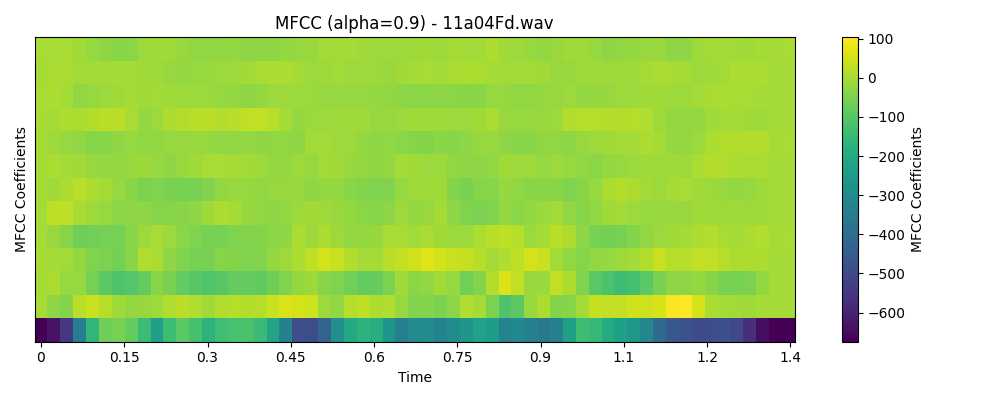 MFCC (alpha=0.9) - 11a04Fd.wav
MFCC Coefficients
0 0.15 0.3 0.45 0.6 0.75 0.9 1.1 1.2 1.4
Time
100
0
−100
−200
−300
−400
−500
−600
MFCC Coefficients